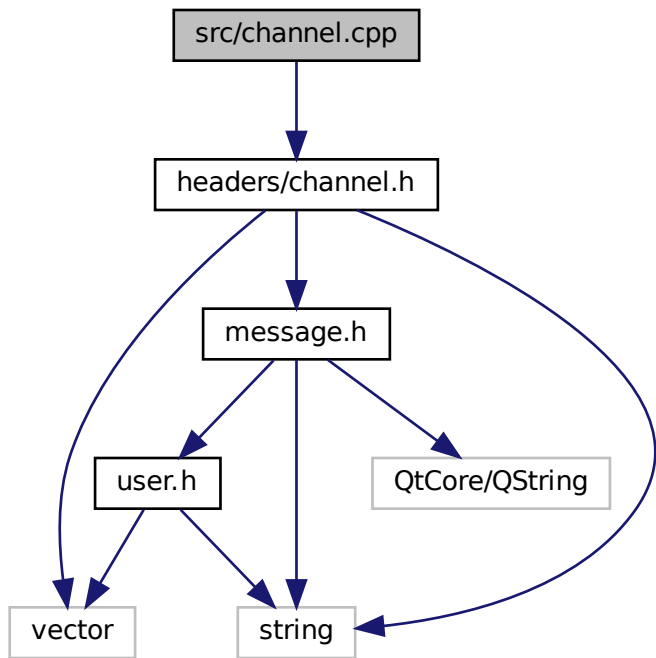 src/channel.cpp
headers/channel.h
message.h
user.h
QtCore/QString
vector
string